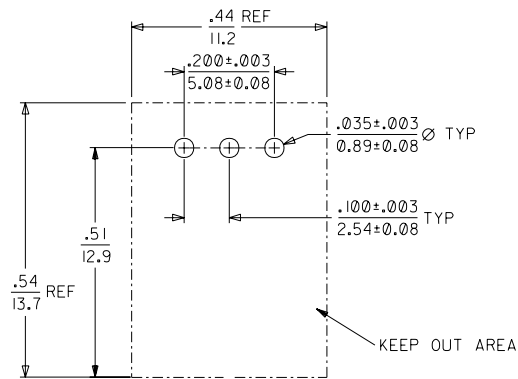 .44 REF
11.2
.200±.003
5.08±0.08
.035±.003
0.89±0.08 Ø TYP
.100±.003
2.54±0.08 TYP
.51
12.9
.54
13.7 REF
KEEP OUT AREA